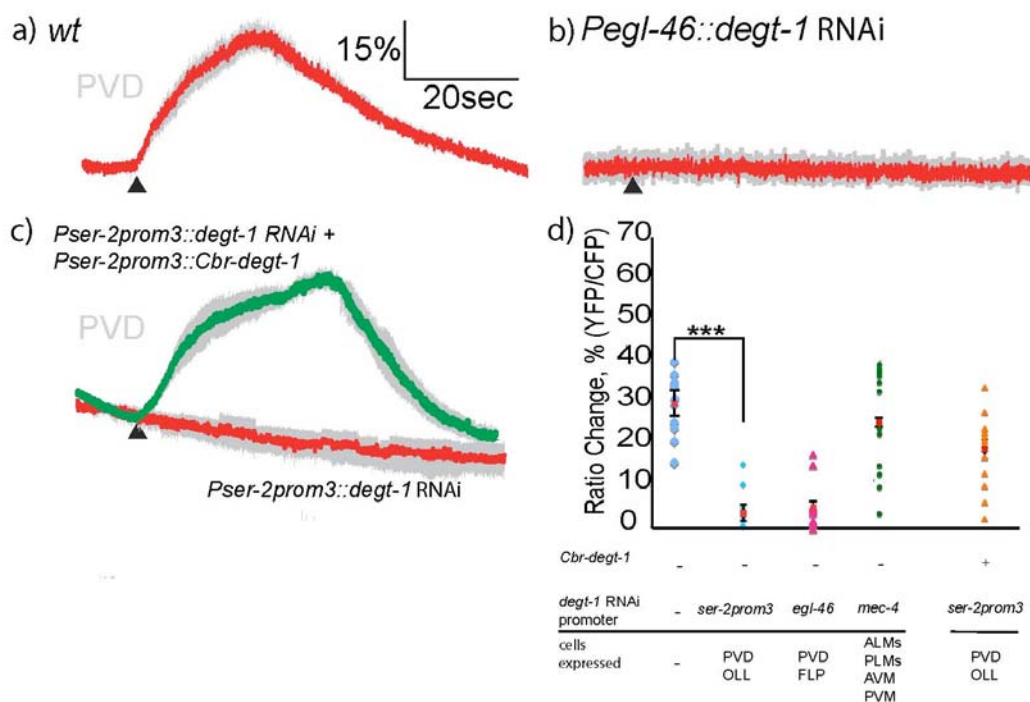 a) wt
PVD
15%
20sec
b) Pegl-46::degt-1 RNAi
c) Pser-2prom3::degt-1 RNAi +
Pser-2prom3::Cbr-degt-1
PVD
Pser-2prom3::degt-1 RNAi
d)
Ratio Change, % (YFP/CFP)
70
60
50
40
30
20
10
0
***
Cbr-degt-1 - - - - +
degt-1 RNAi
promoter - ser-2prom3 egl-46 mec-4 ser-2prom3
cells
expressed
-
PVD
OLL
PVD
FLP
ALMs
PLMs
AVM
PVM
PVD
OLL